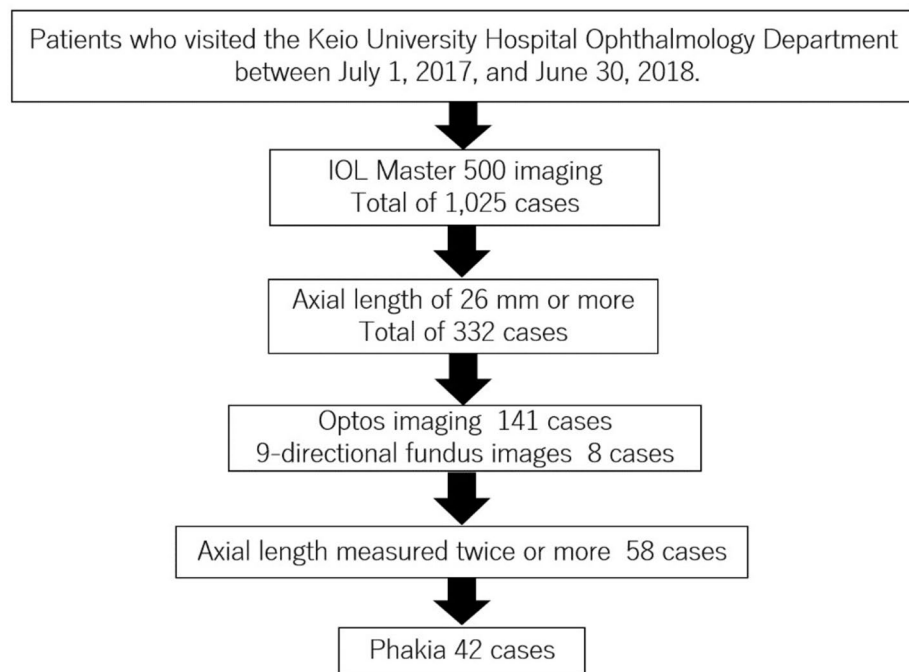 Patients who visited the Keio University Hospital Ophthalmology Department
between July 1, 2017, and June 30, 2018.
IOL Master 500 imaging
Total of 1,025 cases
Axial length of 26 mm or more
Total of 332 cases
Optos imaging 141 cases
9-directional fundus images 8 cases
Axial length measured twice or more 58 cases
Phakia 42 cases